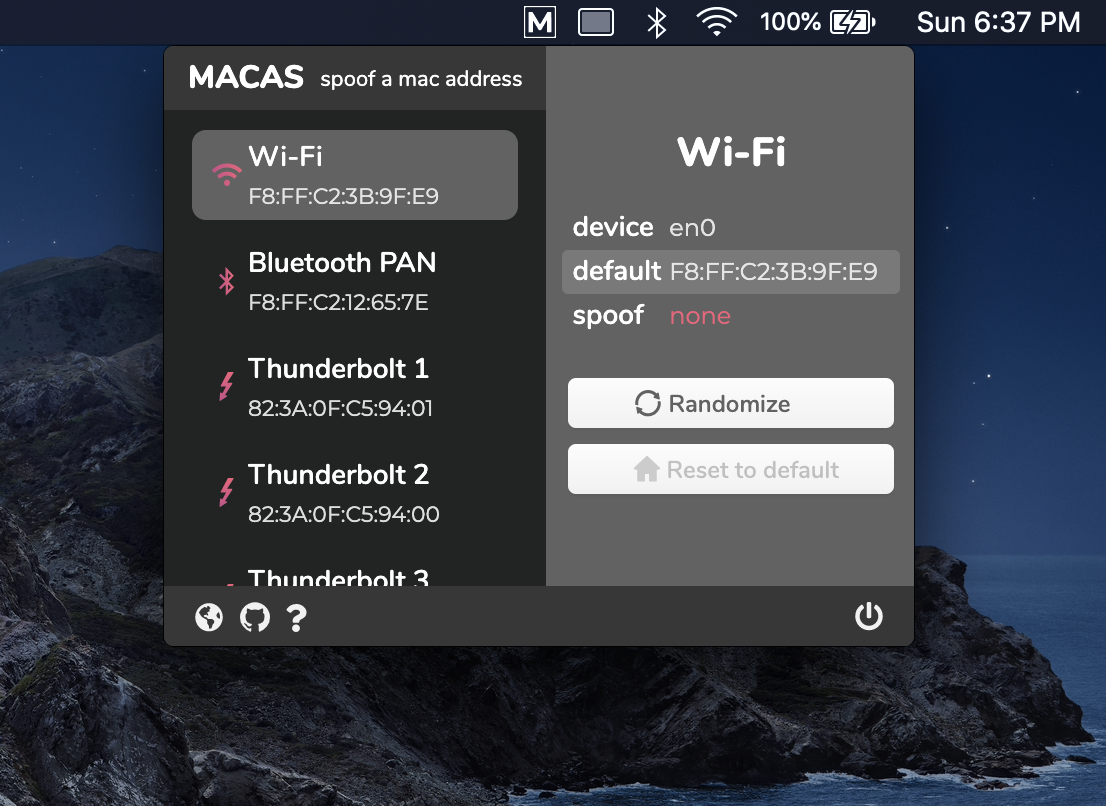 M 100% Sun 6:37 PM
MACAS spoof a mac address
Wi-Fi
F8:FF:C2:3B:9F:E9
Bluetooth PAN
F8:FF:C2:12:65:7E
Thunderbolt 1
82:3A:0F:C5:94:01
Thunderbolt 2
82:3A:0F:C5:94:00
Thunderbolt 3
Wi-Fi
device en0
default F8:FF:C2:3B:9F:E9
spoof none
Randomize
Reset to default
?